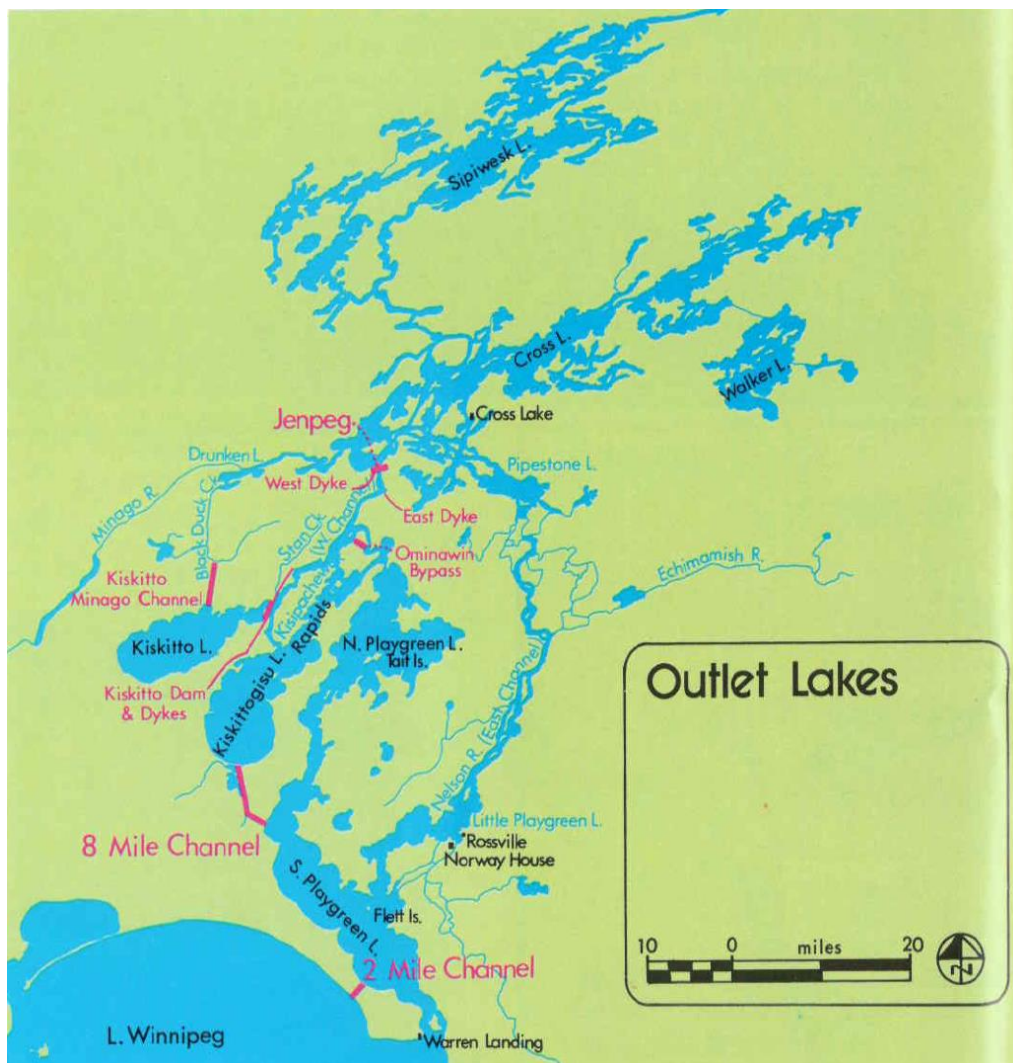 Sipiwesk L.
Cross L.
Walker L.
Cross Lake
Jenpeg
Drunken L.
Pipestone L.
West Dyke
Minago R.
Black Duck Ck.
East Dyke
Stan Ck.
(W. Channel)
Ominawin
Bypass
Echimamish R.
Kiskitto
Minago Channel
Rapids
Kiskitto L.
N. Playgreen L.
Tait Is.
Outlet Lakes
Kiskitto Dam
& Dykes
Kiskittogisu L.
Nelson R. (East Channel)
Little Playgreen L.
8 Mile Channel
Rossville
Norway House
S. Playgreen L.
Flett Is.
10 0 miles 20
N
2 Mile Channel
L. Winnipeg
Warren Landing